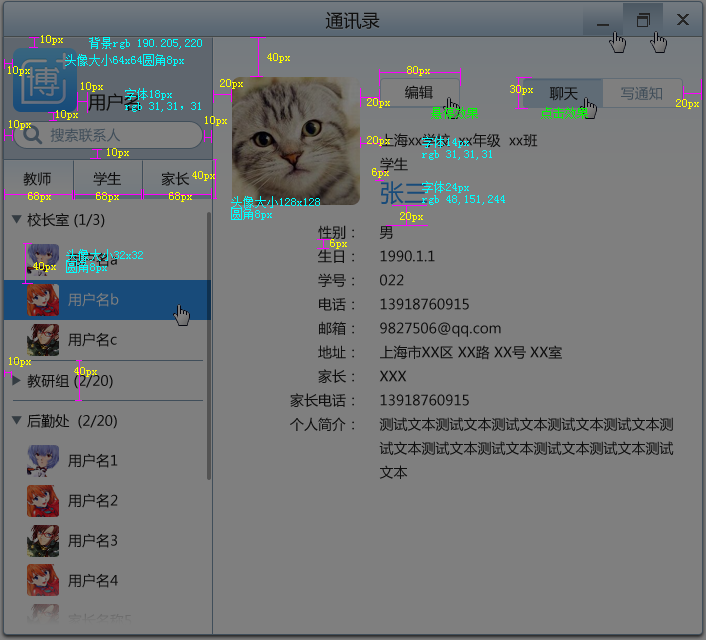 通讯录
10px
背景rgb 190.205,220
10px
头像大小64x64圆角8px
博
10px
用户名
字体18px
rgb 31,31, 31
10px
10px
搜索联系人
10px
10px
教师
学生
家长
40px
68px
68px
68px
校长室 (1/3)
头像大小32x32
圆角8px
40px
用户名b
用户名c
10px
40px
教研组 (2/20)
后勤处 (2/20)
用户名1
用户名2
用户名3
用户名4
40px
20px
头像大小128x128
圆角8px
80px
编辑
悬停效果
20px
30px
聊天
写通知
点击效果
20px
上海xx学校 xx年级 xx班
20px
字体14px
rgb 31,31,31
学生
6px
张三
字体24px
rgb 48,151,244
20px
性别： 男
6px
生日： 1990.1.1
学号： 022
电话： 13918760915
邮箱： 9827506@qq.com
地址： 上海市XX区 XX路 XX号 XX室
家长： XXX
家长电话： 13918760915
个人简介： 测试文本测试文本测试文本测试文本测试文本测
试文本测试文本测试文本测试文本测试文本测试
文本